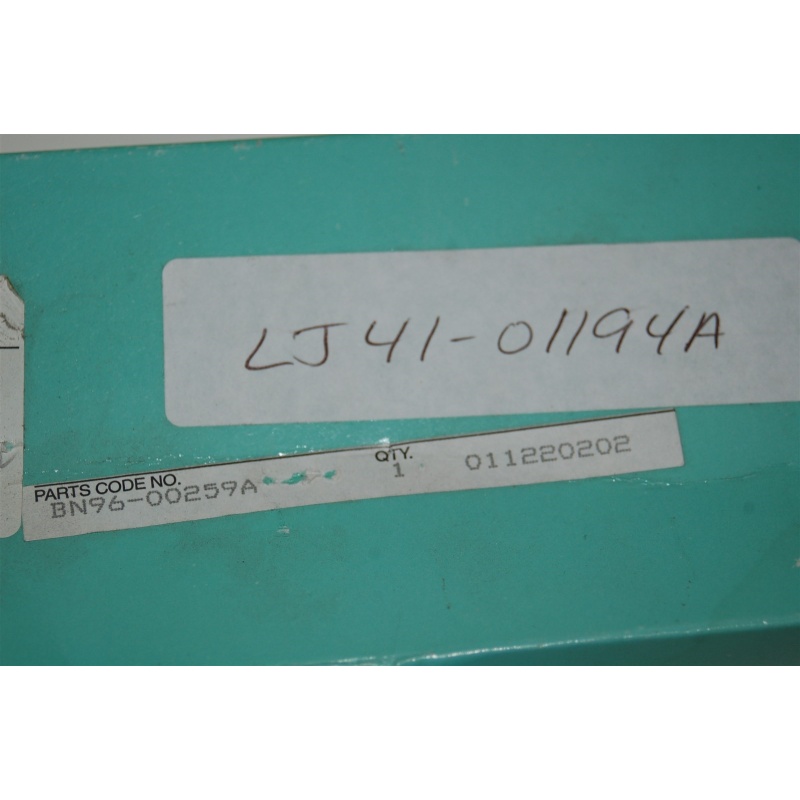 LJ41-01194A
PARTS CODE NO. QTY.
BN96-00259A 1 011220202